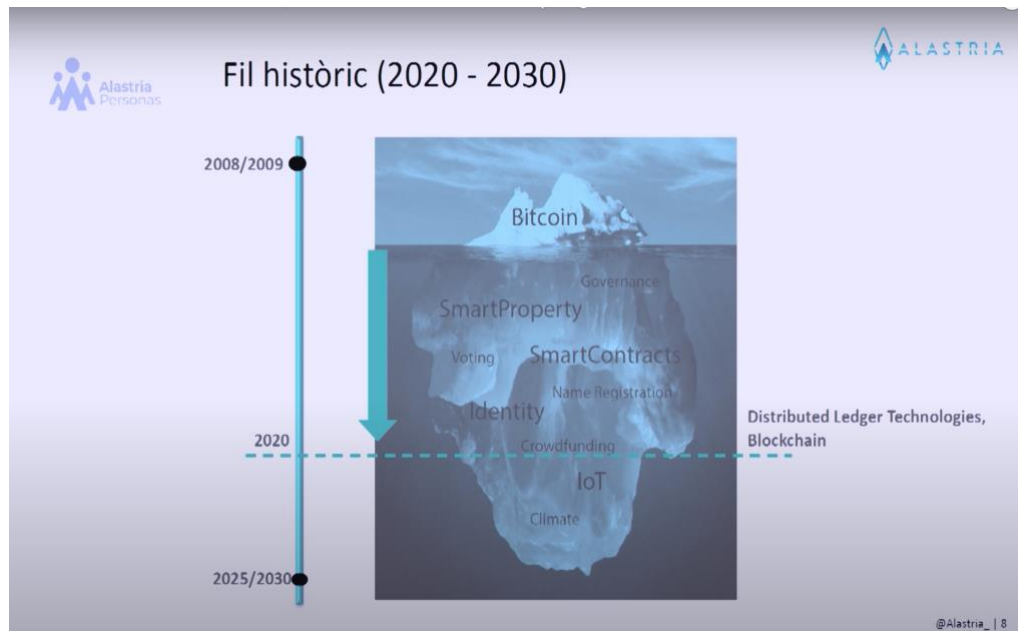 ALASTRIA
Alastria
Personas
Fil històric (2020 - 2030)
2008/2009
Bitcoin
Governance
SmartProperty
Voting
SmartContracts
Name Registration
Identity
Distributed Ledger Technologies,
Blockchain
2020
Crowdfunding
IoT
Climate
2025/2030
@Alastria_ | 8